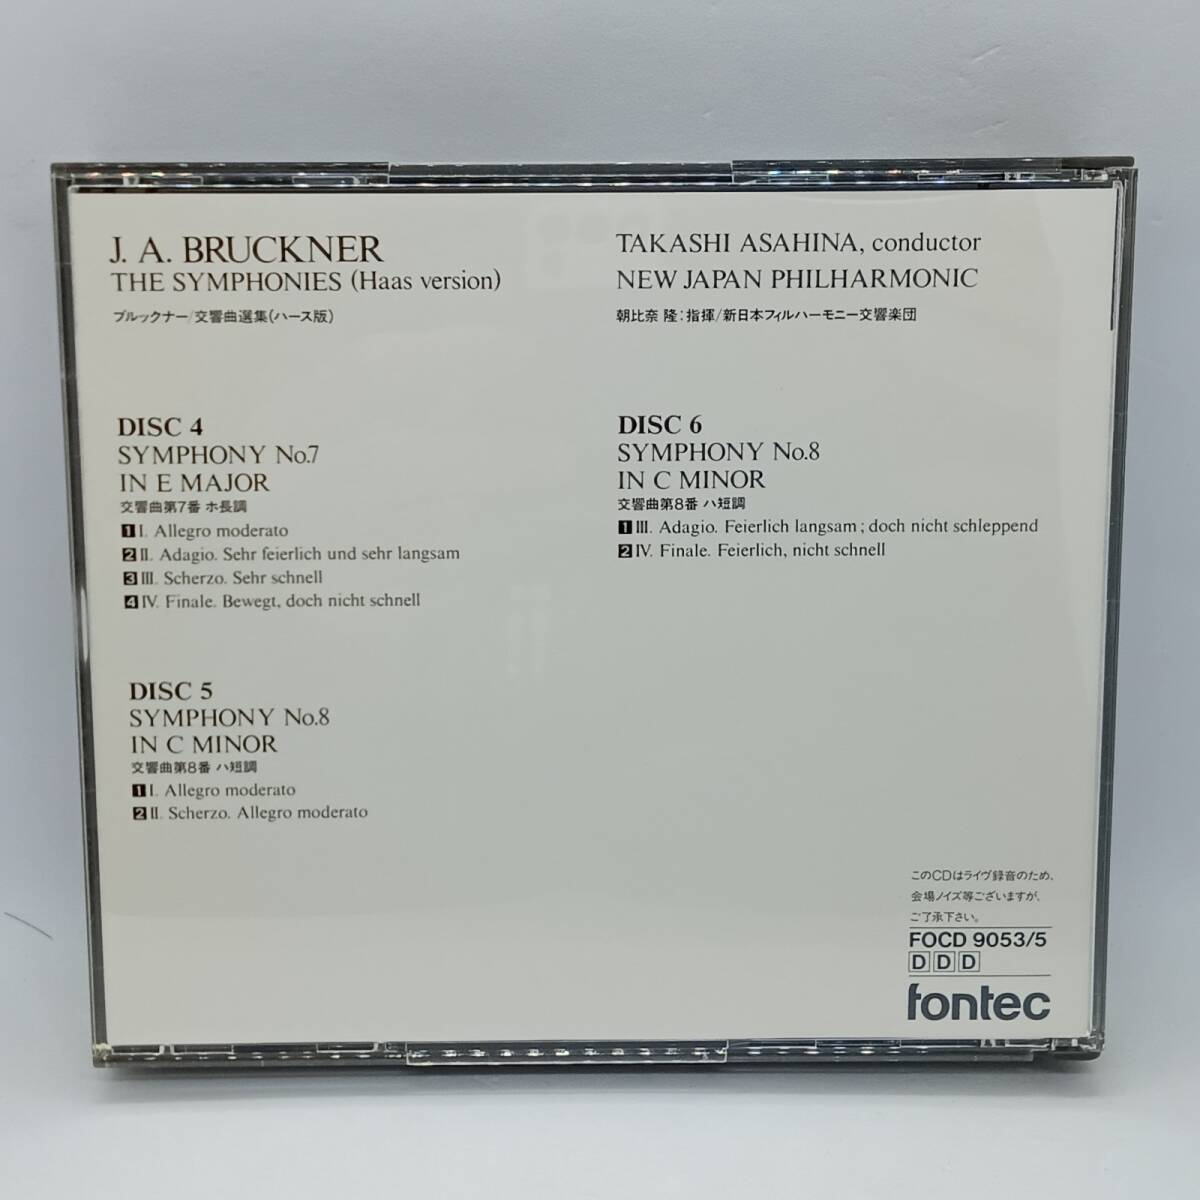 J. A. BRUCKNER
THE SYMPHONIES (Haas version)
ブルックナー/交響曲選集(ハース版)
TAKASHI ASAHINA, conductor
NEW JAPAN PHILHARMONIC
朝比奈 隆:指揮/新日本フィルハーモニー交響楽団
DISC 4
SYMPHONY No.7
IN E MAJOR
交響曲第7番 ホ長調
1 I. Allegro moderato
2 II. Adagio. Sehr feierlich und sehr langsam
3 III. Scherzo. Sehr schnell
4 IV. Finale. Bewegt, doch nicht schnell
DISC 5
SYMPHONY No.8
IN C MINOR
交響曲第8番 ハ短調
1 I. Allegro moderato
2 II. Scherzo. Allegro moderato
DISC 6
SYMPHONY No.8
IN C MINOR
交響曲第8番 ハ短調
1 III. Adagio. Feierlich langsam; doch nicht schleppend
2 IV. Finale. Feierlich, nicht schnell
このCDはライヴ録音のため、
会場ノイズ等ございますが、
ご了承下さい。
FOCD 9053/5
D D D
fontec